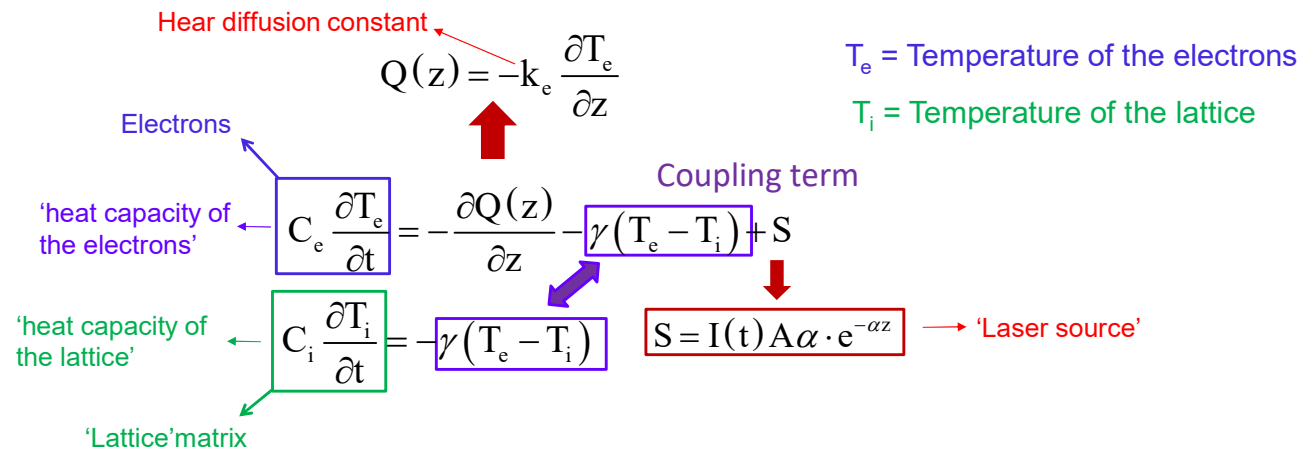 Hear diffusion constant
Q(z) = -k_e ∂T_e/∂z
T_e = Temperature of the electrons
T_i = Temperature of the lattice
Electrons
Coupling term
‘heat capacity of
the electrons’
C_e ∂T_e/∂t = -∂Q(z)/∂z - γ(T_e - T_i) + S
‘heat capacity of
the lattice’
C_i ∂T_i/∂t = -γ(T_e - T_i)
S = I(t) Aα · e^{-αz}
‘Laser source’
‘Lattice’matrix